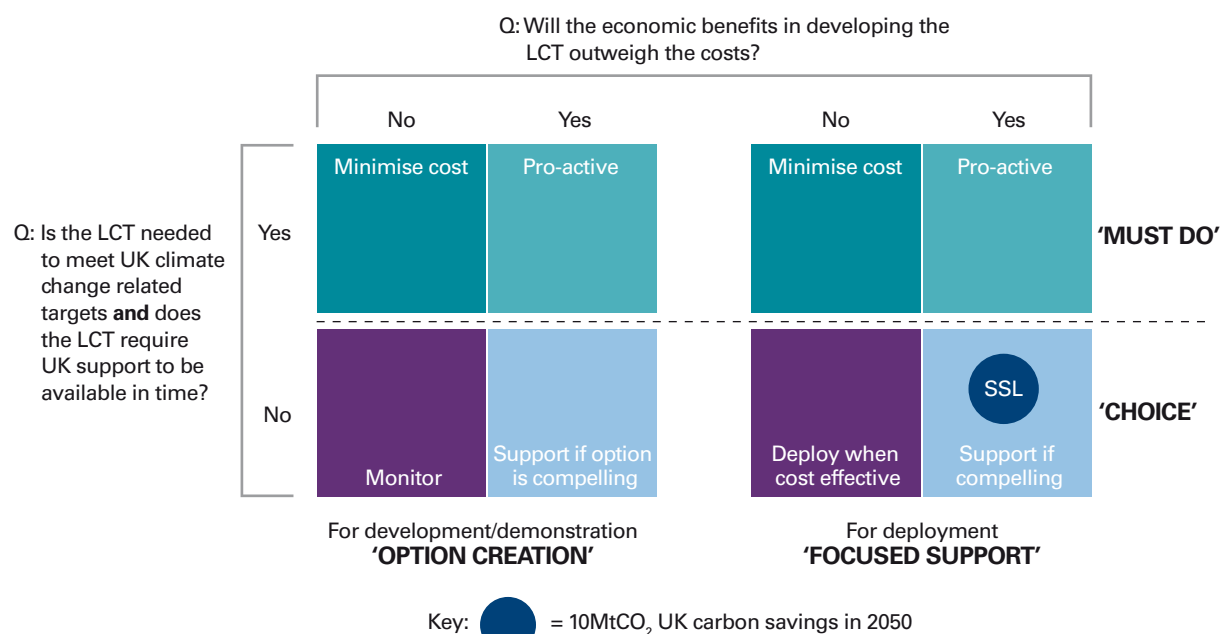 Q: Will the economic benefits in developing the
LCT outweigh the costs?
No
Yes
No
Yes
Q: Is the LCT needed
to meet UK climate
change related
targets and does
the LCT require
UK support to be
available in time?
Yes
Minimise cost
Pro-active
Minimise cost
Pro-active
'MUST DO'
No
Monitor
Support if option
is compelling
Deploy when
cost effective
SSL
Support if
compelling
'CHOICE'
For development/demonstration
'OPTION CREATION'
For deployment
'FOCUSED SUPPORT'
Key: = 10MtCO₂ UK carbon savings in 2050